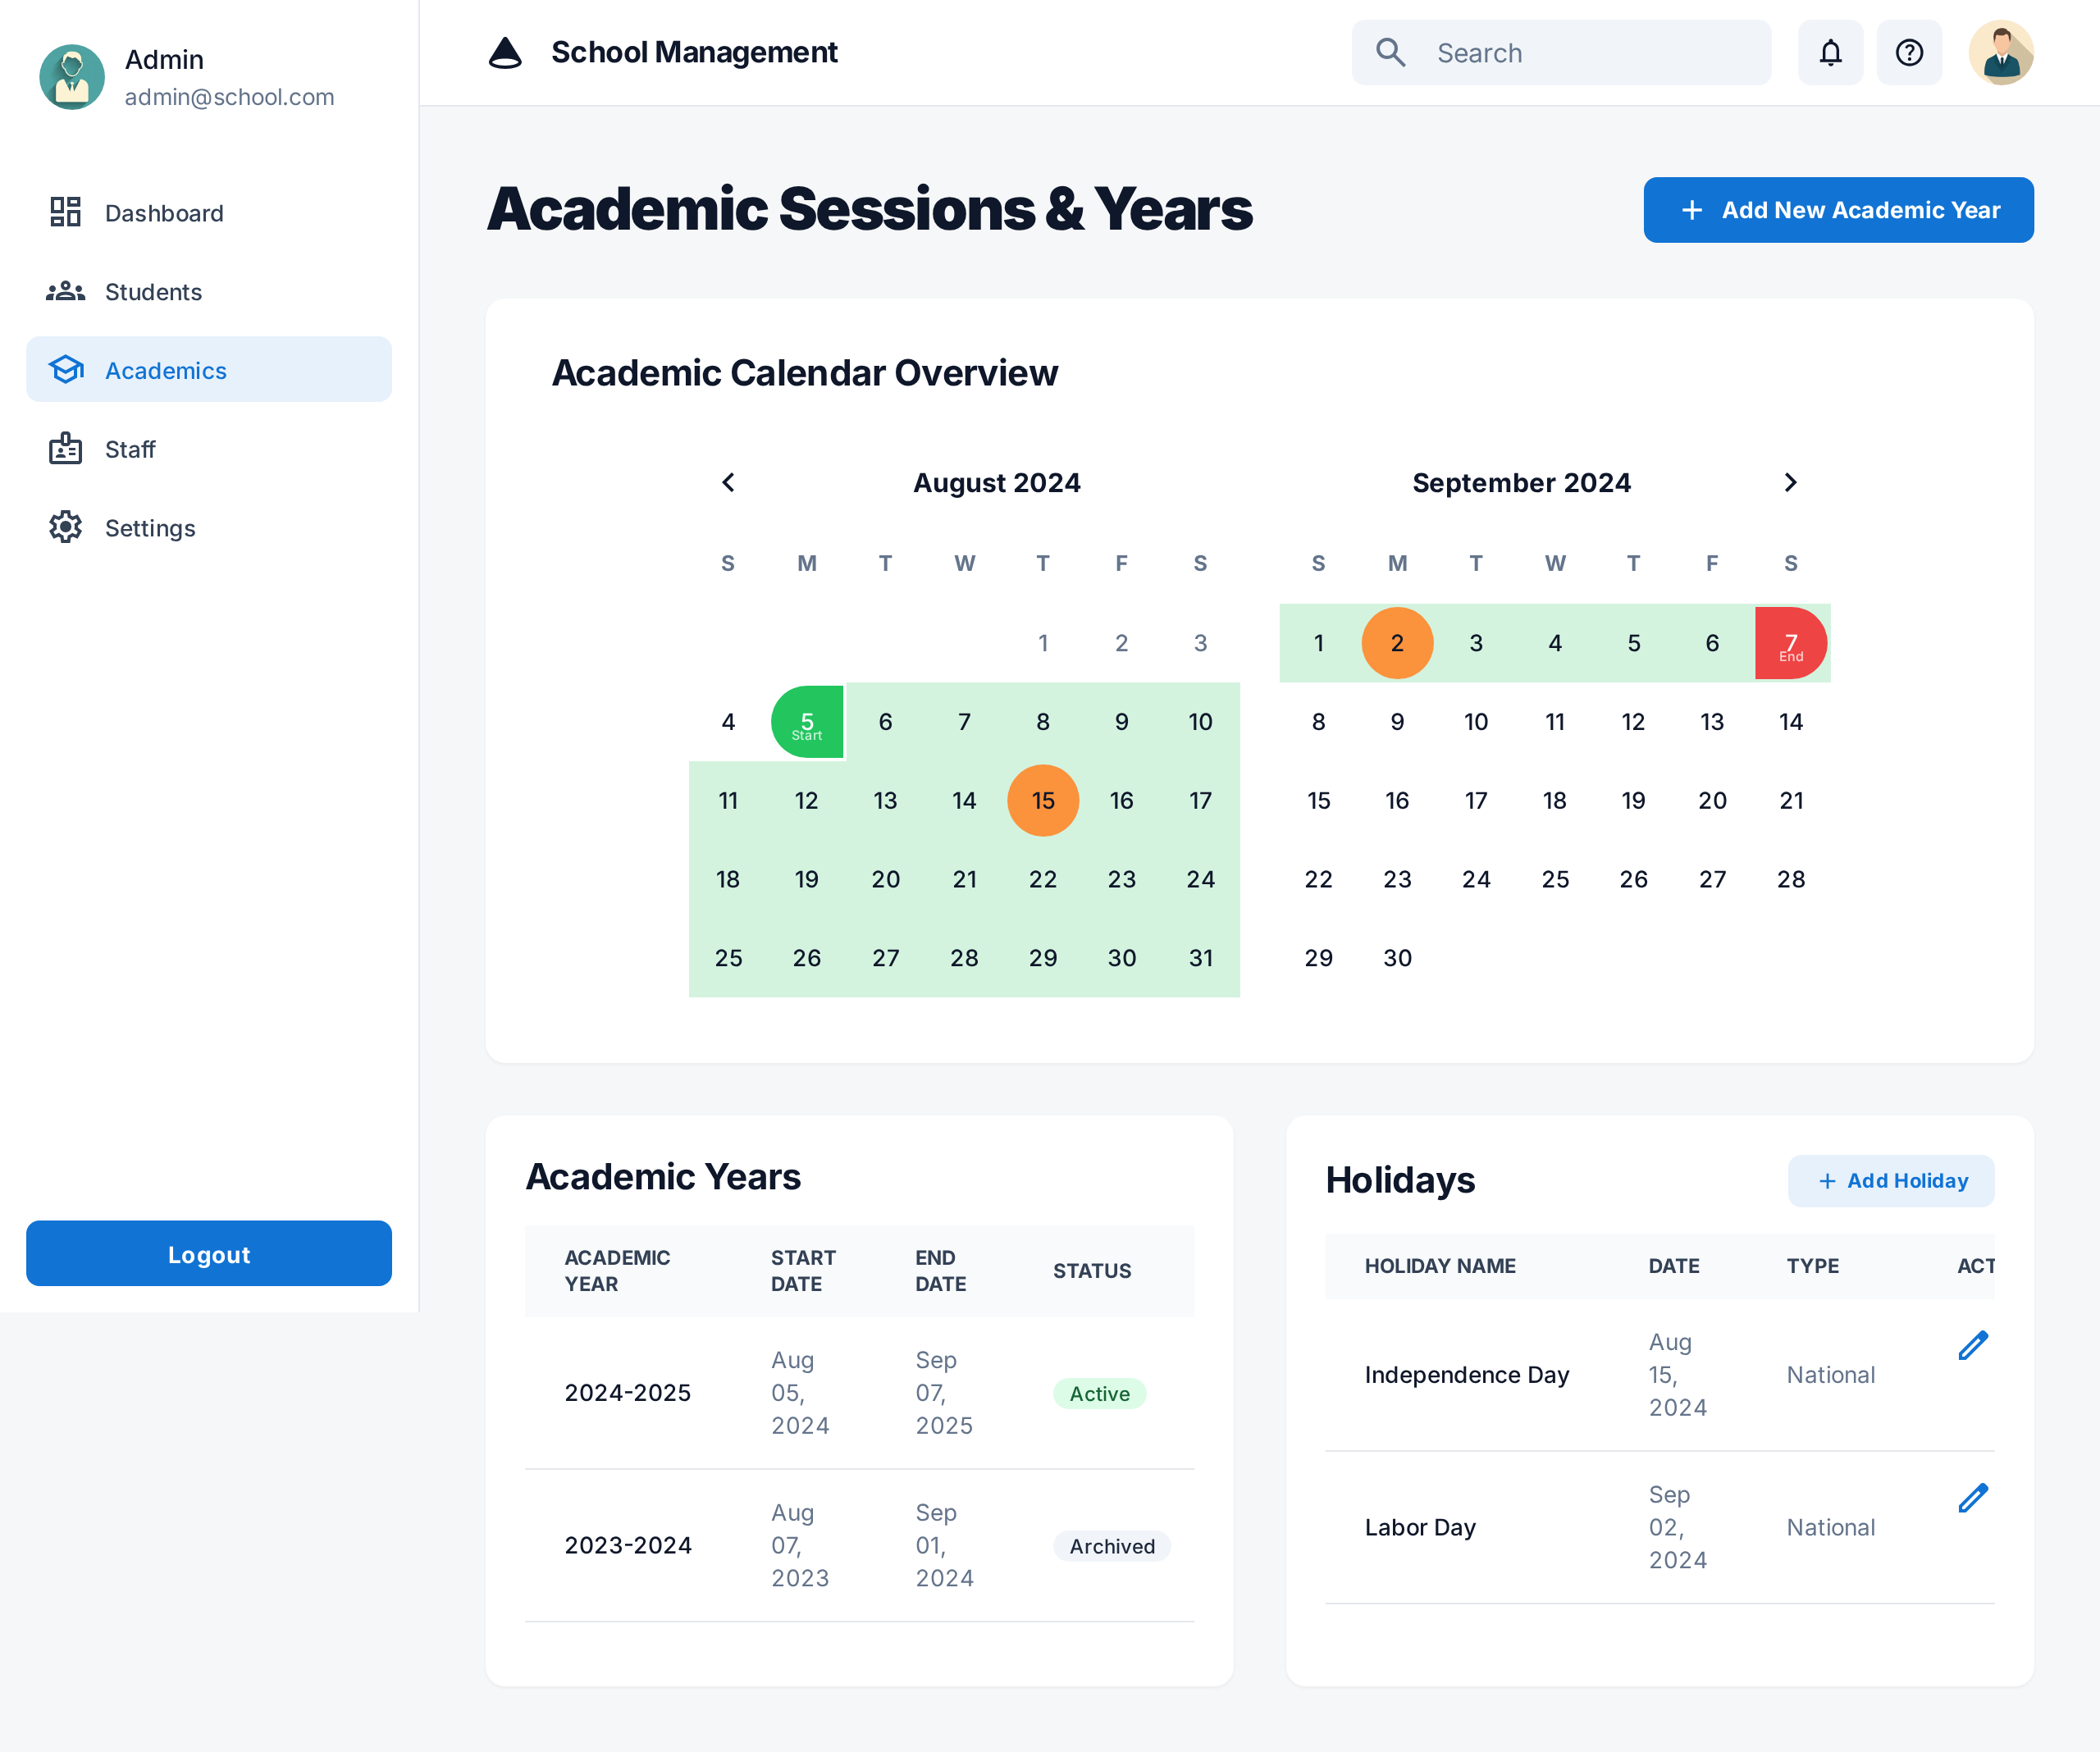 Admin
admin@school.com
Dashboard
Students
Academics
Staff
Settings
Logout
School Management
Search
Academic Sessions & Years
Add New Academic Year
Academic Calendar Overview
August 2024
S M T W T F S
1 2 3
4 5 6 7 8 9 10
Start
11 12 13 14 15 16 17
18 19 20 21 22 23 24
25 26 27 28 29 30 31
September 2024
S M T W T F S
1 2 3 4 5 6 7
End
8 9 10 11 12 13 14
15 16 17 18 19 20 21
22 23 24 25 26 27 28
29 30
Academic Years
ACADEMIC YEAR START DATE END DATE STATUS
2024-2025 Aug 05, 2024 Sep 07, 2025 Active
2023-2024 Aug 07, 2023 Sep 01, 2024 Archived
Holidays
Add Holiday
HOLIDAY NAME DATE TYPE ACT
Independence Day Aug 15, 2024 National
Labor Day Sep 02, 2024 National